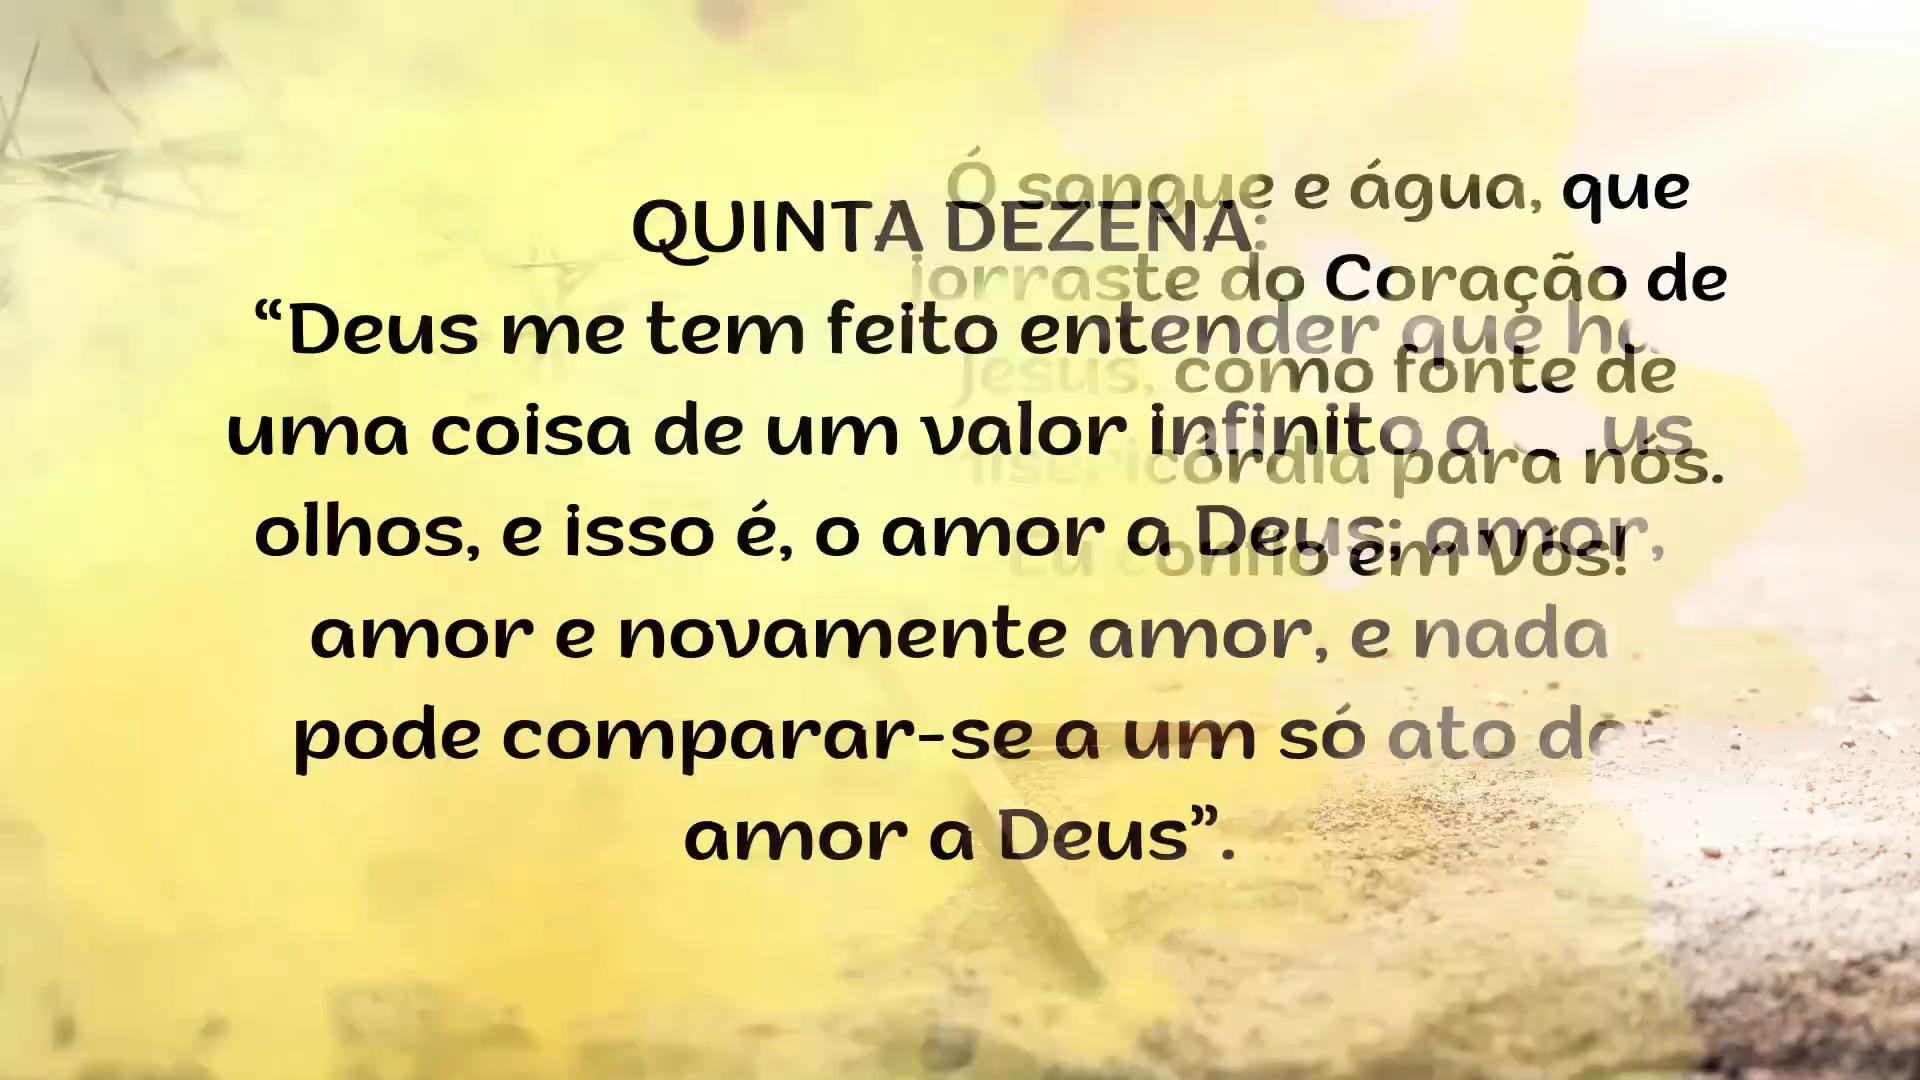 QUINTA DEZENA:
“Deus me tem feito entender que há
uma coisa de um valor infinito a us
olhos, e isso é, o amor a Deus; amor,
amor e novamente amor, e nada
pode comparar-se a um só ato de
amor a Deus”.
Ó sangue e água, que
jorraste do Coração de
Jesus, como fonte de
misericórdia para nós.
Eu confio em Vós!